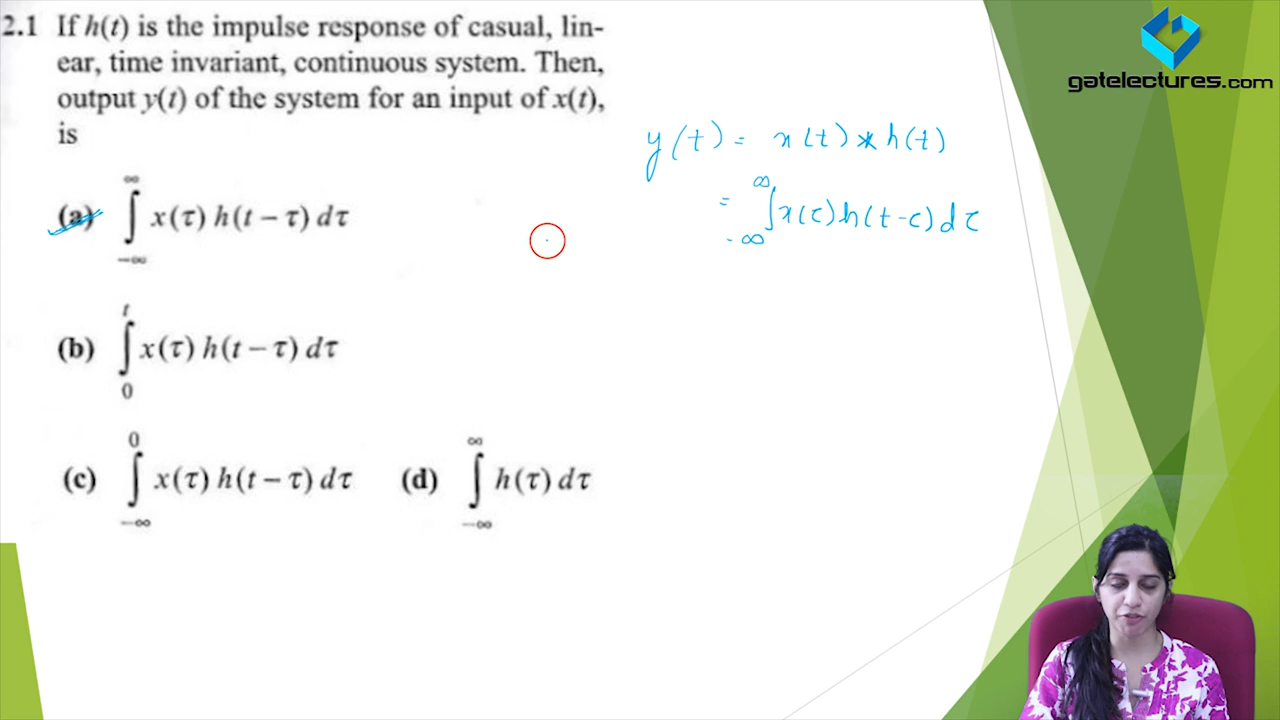 2.1 If h(t) is the impulse response of casual, lin-
ear, time invariant, continuous system. Then,
output y(t) of the system for an input of x(t),
is
(a) ∫_{-∞}^{∞} x(τ) h(t – τ) dτ
(b) ∫_{0}^{t} x(τ) h(t – τ) dτ
(c) ∫_{-∞}^{0} x(τ) h(t – τ) dτ (d) ∫_{-∞}^{∞} h(τ) dτ
y(t) = x(t) * h(t)
= ∫_{-∞}^{∞} x(τ) h(t-τ) dτ
gatelectures.com